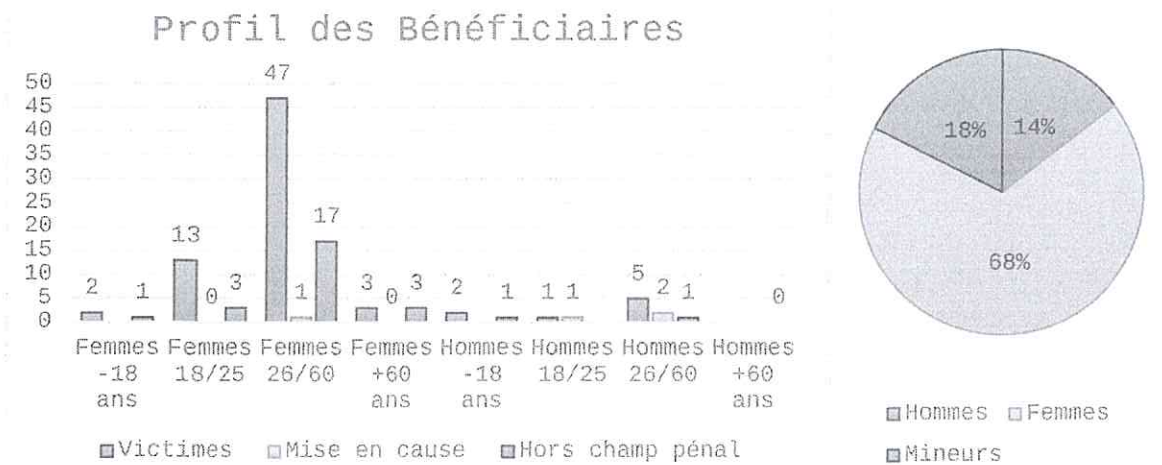 Profil des Bénéficiaires
50
45
40
35
30
25
20
15
10
5
0
2 1 13 0 3 47 1 17 3 0 3 2 1 1 1 5 2 1 0
Femmes Femmes Femmes Femmes Hommes Hommes Hommes Hommes
-18 18/25 26/60 +60 -18 18/25 26/60 +60
ans ans ans ans
Victimes Mise en cause Hors champ pénal
18% 14%
68%
Hommes Femmes
Mineurs